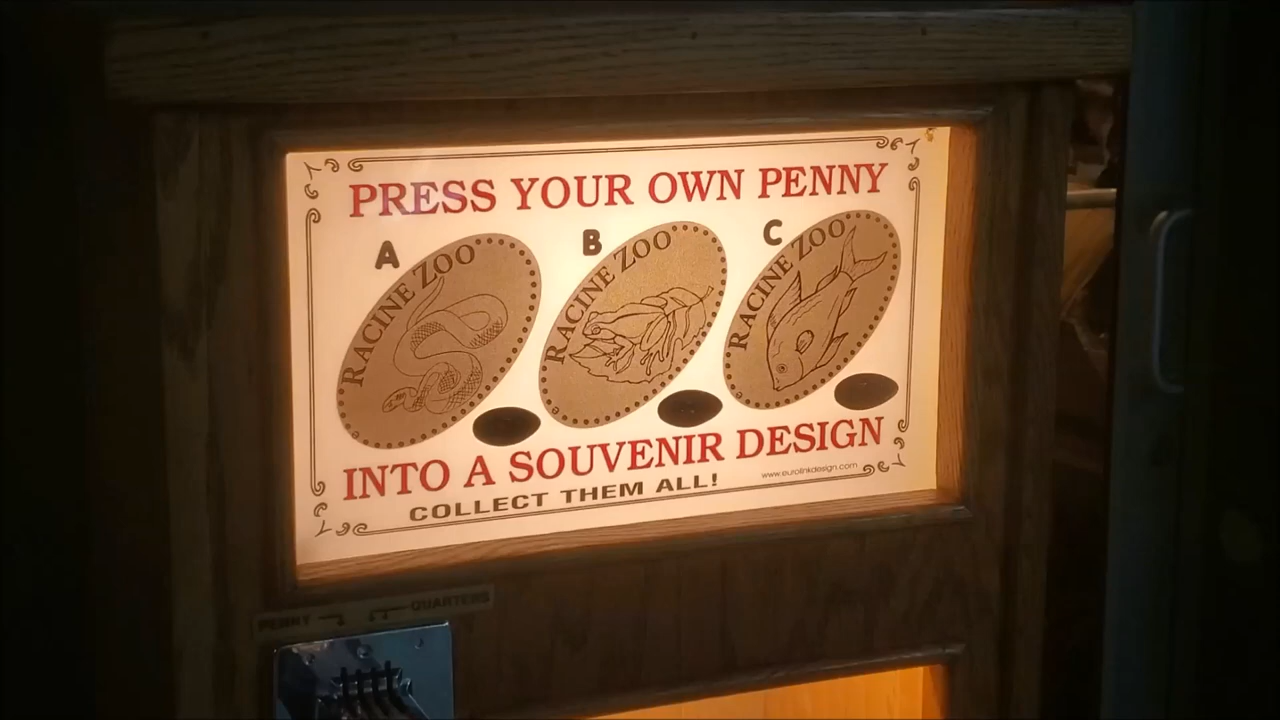 PRESS YOUR OWN PENNY
A
RACINE ZOO
B
RACINE ZOO
C
RACINE ZOO
INTO A SOUVENIR DESIGN
COLLECT THEM ALL!
www.eurolinkdesign.com
PENNY
QUARTERS